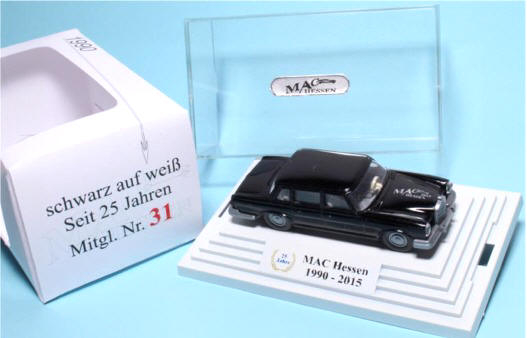 1990
schwarz auf weiß
Seit 25 Jahren
Mitgl. Nr. 31
MAC
HESSEN
MAC
HESSEN
25
Jahre
MAC Hessen
1990 - 2015